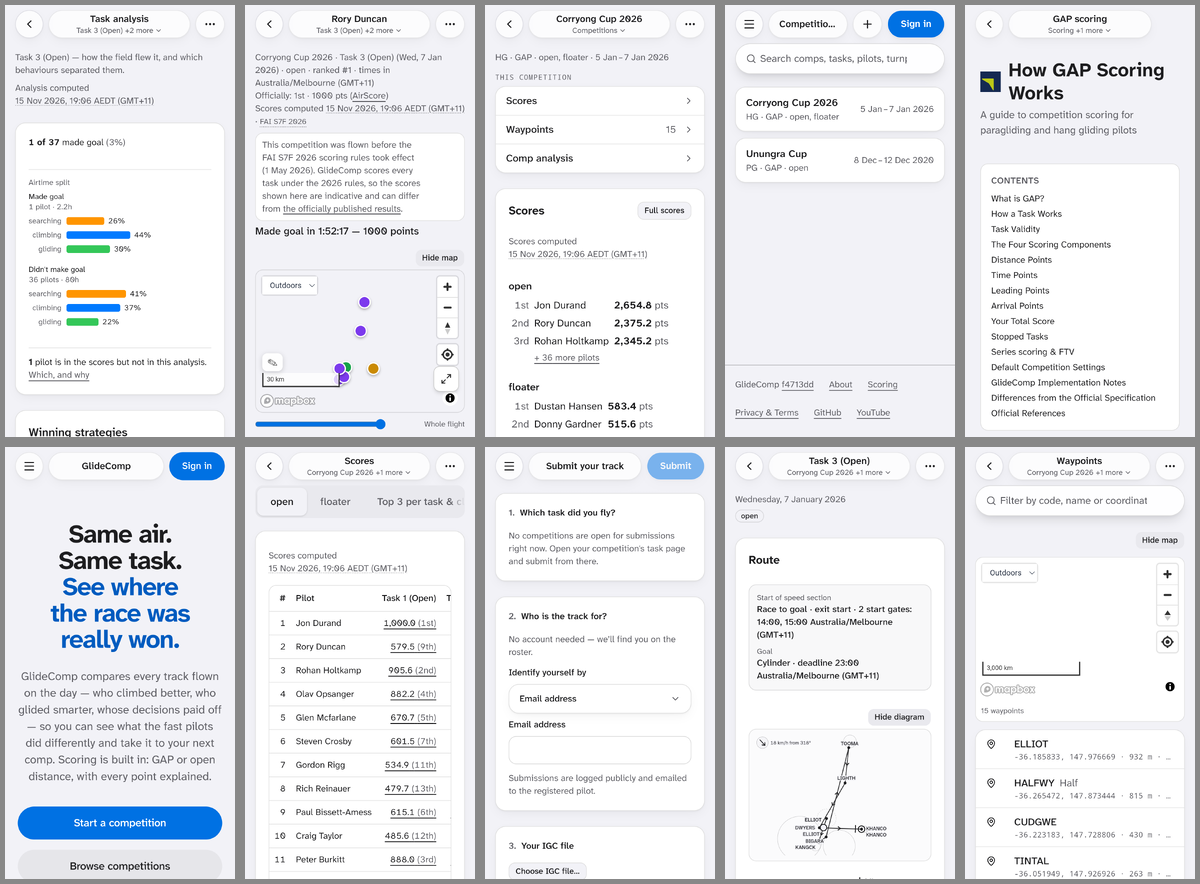 Task analysis
Task 3 (Open) +2 more
Task 3 (Open) — how the field flew it, and which
behaviours separated them.
Analysis computed
15 Nov 2026, 19:06 AEDT (GMT+11)
1 of 37 made goal (3%)
Airtime split
Made goal
1 pilot · 2.2h
searching 26%
climbing 44%
gliding 30%
Didn't make goal
36 pilots · 80h
searching 41%
climbing 37%
gliding 22%
1 pilot is in the scores but not in this analysis.
Which, and why
Winning strategies
Rory Duncan
Task 3 (Open) +2 more
Corryong Cup 2026 · Task 3 (Open) (Wed, 7 Jan
2026) · open · ranked #1 · times in
Australia/Melbourne (GMT+11)
Officially: 1st · 1000 pts (AirScore)
Scores computed 15 Nov 2026, 19:06 AEDT (GMT+11)
· FAI S7F 2026
This competition was flown before the
FAI S7F 2026 scoring rules took effect
(1 May 2026). GlideComp scores every
task under the 2026 rules, so the scores
shown here are indicative and can differ
from the officially published results.
Made goal in 1:52:17 — 1000 points
Hide map
Outdoors
30 km
mapbox
Whole flight
Corryong Cup 2026
Competitions
HG · GAP · open, floater · 5 Jan – 7 Jan 2026
THIS COMPETITION
Scores
Waypoints 15
Comp analysis
Scores
Full scores
Scores computed
15 Nov 2026, 19:06 AEDT (GMT+11)
open
1st Jon Durand 2,654.8 pts
2nd Rory Duncan 2,375.2 pts
3rd Rohan Holtkamp 2,345.2 pts
+ 36 more pilots
floater
1st Dustan Hansen 583.4 pts
2nd Donny Gardner 515.6 pts
Competitio...
Sign in
Search comps, tasks, pilots, turnp
Corryong Cup 2026
HG · GAP · open, floater
5 Jan – 7 Jan 2026
Unungra Cup
PG · GAP · open
8 Dec – 12 Dec 2020
GlideComp f4713dd About Scoring
Privacy & Terms GitHub YouTube
GAP scoring
Scoring +1 more
How GAP Scoring
Works
A guide to competition scoring for
paragliding and hang gliding pilots
CONTENTS
What is GAP?
How a Task Works
Task Validity
The Four Scoring Components
Distance Points
Time Points
Leading Points
Arrival Points
Your Total Score
Stopped Tasks
Series scoring & FTV
Default Competition Settings
GlideComp Implementation Notes
Differences from the Official Specification
Official References
GlideComp
Sign in
Same air.
Same task.
See where
the race was
really won.
GlideComp compares every track flown
on the day — who climbed better, who
glided smarter, whose decisions paid off
— so you can see what the fast pilots
did differently and take it to your next
comp. Scoring is built in: GAP or open
distance, with every point explained.
Start a competition
Browse competitions
Scores
Corryong Cup 2026 +1 more
open floater Top 3 per task & c
Scores computed
15 Nov 2026, 19:06 AEDT (GMT+11)
# Pilot Task 1 (Open) T
1 Jon Durand 1,000.0 (1st)
2 Rory Duncan 579.5 (9th)
3 Rohan Holtkamp 905.6 (2nd)
4 Olav Opsanger 882.2 (4th)
5 Glen Mcfarlane 670.7 (5th)
6 Steven Crosby 601.5 (7th)
7 Gordon Rigg 534.9 (11th)
8 Rich Reinauer 479.7 (13th)
9 Paul Bissett-Amess 615.1 (6th)
10 Craig Taylor 485.6 (12th)
11 Peter Burkitt 888.0 (3rd)
Submit your track
Submit
1. Which task did you fly?
No competitions are open for submissions
right now. Open your competition's task page
and submit from there.
2. Who is the track for?
No account needed — we'll find you on the
roster.
Identify yourself by
Email address
Email address
Submissions are logged publicly and emailed
to the registered pilot.
3. Your IGC file
Choose IGC file...
Task 3 (Open)
Corryong Cup 2026 +1 more
Wednesday, 7 January 2026
open
Route
Start of speed section
Race to goal · exit start · 2 start gates:
14:00, 15:00 Australia/Melbourne
(GMT+11)
Goal
Cylinder · deadline 23:00
Australia/Melbourne (GMT+11)
Hide diagram
18 km/h from 316°
TOOMA
LIGHTH
ELLIOT
DWYERS
ELLIOT
KHANCO
KHANCO
KANGCK
Waypoints
Corryong Cup 2026 +1 more
Filter by code, name or coordinat
Hide map
Outdoors
3,000 km
mapbox
15 waypoints
ELLIOT
-36.185833, 147.976669 · 932 m · …
HALFWY Half
-36.265472, 147.873444 · 815 m · …
CUDGWE
-36.223183, 147.728806 · 430 m · …
TINTAL
-36.051949, 147.926976 · 263 m · …